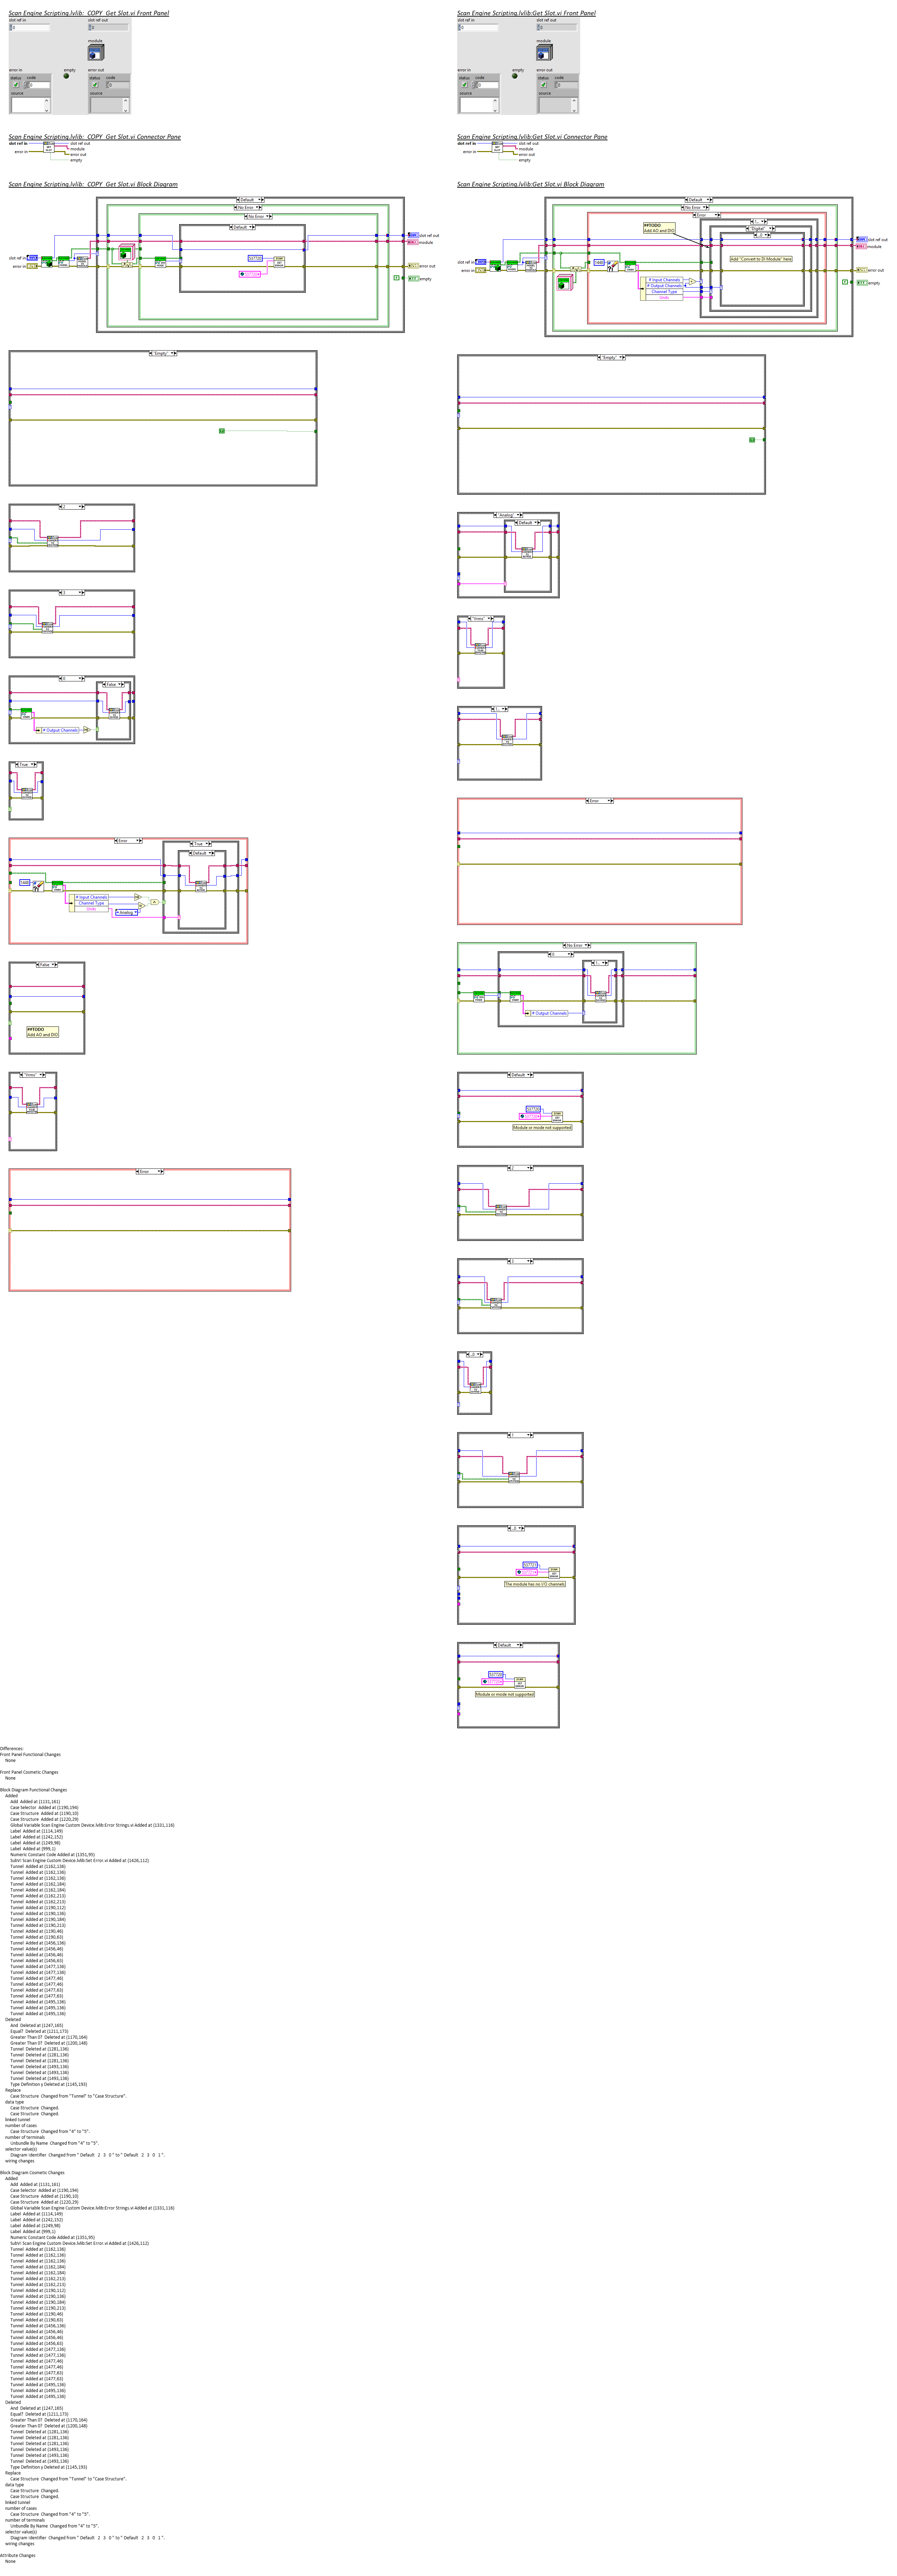 Scan Engine Scripting.lvlib:  COPY  Get Slot.vi Front Panel
slot ref in
slot ref out
module
error in
empty
error out
status
code
status
code
source
source
Scan Engine Scripting.lvlib:  COPY  Get Slot.vi Connector Pane
slot ref in
error in
slot ref out
module
error out
empty
Scan Engine Scripting.lvlib:  COPY  Get Slot.vi Block Diagram
Default
No Error
No Error
Default
slot ref in
error in
slot ref out
module
error out
empty
"Empty"
2
3
0
False
# Output Channels
True
Error
True
Default
# Input Channels
Channel Type
Units
Analog
False
##TODO
Add AO and DIO
"Strms"
Error
Scan Engine Scripting.lvlib:Get Slot.vi Front Panel
slot ref in
slot ref out
module
error in
empty
error out
status
code
status
code
source
source
Scan Engine Scripting.lvlib:Get Slot.vi Connector Pane
slot ref in
error in
slot ref out
module
error out
empty
Scan Engine Scripting.lvlib:Get Slot.vi Block Diagram
Default
No Error
Error
1..
"Digital"
..0
##TODO
Add AO and DIO
Add "Convert to DI Module" here
slot ref in
error in
# Input Channels
# Output Channels
Channel Type
Units
slot ref out
module
error out
empty
"Empty"
"Analog"
Default
"Strms"
1..
Error
No Error
0
1..
# Output Channels
Default
Module or mode not supported
2
3
..0
1
..0
The module has no I/O channels
Default
Module or mode not supported
Differences:
Front Panel Functional Changes
None
Front Panel Cosmetic Changes
None
Block Diagram Functional Changes
Added
Add  Added at (1131,161)
Case Selector  Added at (1190,194)
Case Structure  Added at (1190,10)
Case Structure  Added at (1220,29)
Global Variable Scan Engine Custom Device.lvlib:Error Strings.vi Added at (1331,116)
Label  Added at (1114,149)
Label  Added at (1242,152)
Label  Added at (1249,98)
Label  Added at (999,1)
Numeric Constant Code Added at (1351,95)
SubVI Scan Engine Custom Device.lvlib:Set Error.vi Added at (1426,112)
Tunnel  Added at (1162,136)
Tunnel  Added at (1162,136)
Tunnel  Added at (1162,136)
Tunnel  Added at (1162,184)
Tunnel  Added at (1162,184)
Tunnel  Added at (1162,213)
Tunnel  Added at (1162,213)
Tunnel  Added at (1190,112)
Tunnel  Added at (1190,136)
Tunnel  Added at (1190,184)
Tunnel  Added at (1190,213)
Tunnel  Added at (1190,46)
Tunnel  Added at (1190,63)
Tunnel  Added at (1456,136)
Tunnel  Added at (1456,46)
Tunnel  Added at (1456,46)
Tunnel  Added at (1456,63)
Tunnel  Added at (1477,136)
Tunnel  Added at (1477,136)
Tunnel  Added at (1477,46)
Tunnel  Added at (1477,46)
Tunnel  Added at (1477,63)
Tunnel  Added at (1477,63)
Tunnel  Added at (1495,136)
Tunnel  Added at (1495,136)
Tunnel  Added at (1495,136)
Deleted
And  Deleted at (1247,165)
Equal?  Deleted at (1211,173)
Greater Than 0?  Deleted at (1170,164)
Greater Than 0?  Deleted at (1200,148)
Tunnel  Deleted at (1281,136)
Tunnel  Deleted at (1281,136)
Tunnel  Deleted at (1281,136)
Tunnel  Deleted at (1493,136)
Tunnel  Deleted at (1493,136)
Tunnel  Deleted at (1493,136)
Type Definition y Deleted at (1145,193)
Replace
Case Structure  Changed from "Tunnel" to "Case Structure".
data type
Case Structure  Changed.
Case Structure  Changed.
linked tunnel
number of cases
Case Structure  Changed from "4" to "5".
number of terminals
Unbundle By Name  Changed from "4" to "5".
selector value(s)
Diagram Identifier  Changed from " Default   2   3   0 " to " Default   2   3   0   1 ".
wiring changes
Block Diagram Cosmetic Changes
Added
Add  Added at (1131,161)
Case Selector  Added at (1190,194)
Case Structure  Added at (1190,10)
Case Structure  Added at (1220,29)
Global Variable Scan Engine Custom Device.lvlib:Error Strings.vi Added at (1331,116)
Label  Added at (1114,149)
Label  Added at (1242,152)
Label  Added at (1249,98)
Label  Added at (999,1)
Numeric Constant Code Added at (1351,95)
SubVI Scan Engine Custom Device.lvlib:Set Error.vi Added at (1426,112)
Tunnel  Added at (1162,136)
Tunnel  Added at (1162,136)
Tunnel  Added at (1162,136)
Tunnel  Added at (1162,184)
Tunnel  Added at (1162,184)
Tunnel  Added at (1162,213)
Tunnel  Added at (1162,213)
Tunnel  Added at (1190,112)
Tunnel  Added at (1190,136)
Tunnel  Added at (1190,184)
Tunnel  Added at (1190,213)
Tunnel  Added at (1190,46)
Tunnel  Added at (1190,63)
Tunnel  Added at (1456,136)
Tunnel  Added at (1456,46)
Tunnel  Added at (1456,46)
Tunnel  Added at (1456,63)
Tunnel  Added at (1477,136)
Tunnel  Added at (1477,136)
Tunnel  Added at (1477,46)
Tunnel  Added at (1477,46)
Tunnel  Added at (1477,63)
Tunnel  Added at (1477,63)
Tunnel  Added at (1495,136)
Tunnel  Added at (1495,136)
Tunnel  Added at (1495,136)
Deleted
And  Deleted at (1247,165)
Equal?  Deleted at (1211,173)
Greater Than 0?  Deleted at (1170,164)
Greater Than 0?  Deleted at (1200,148)
Tunnel  Deleted at (1281,136)
Tunnel  Deleted at (1281,136)
Tunnel  Deleted at (1281,136)
Tunnel  Deleted at (1493,136)
Tunnel  Deleted at (1493,136)
Tunnel  Deleted at (1493,136)
Type Definition y Deleted at (1145,193)
Replace
Case Structure  Changed from "Tunnel" to "Case Structure".
data type
Case Structure  Changed.
Case Structure  Changed.
linked tunnel
number of cases
Case Structure  Changed from "4" to "5".
number of terminals
Unbundle By Name  Changed from "4" to "5".
selector value(s)
Diagram Identifier  Changed from " Default   2   3   0 " to " Default   2   3   0   1 ".
wiring changes
Attribute Changes
None